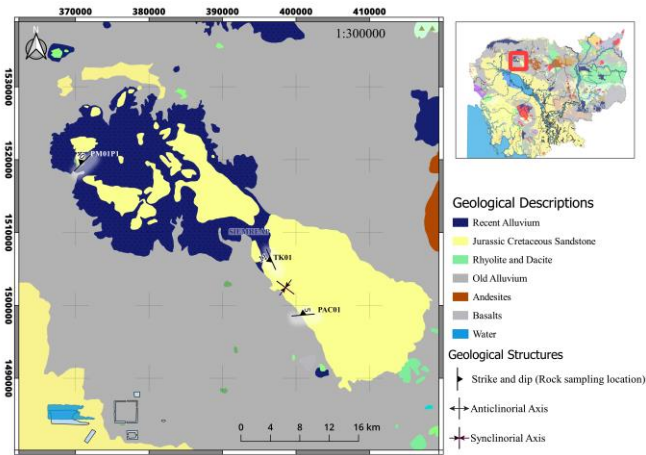 370000 380000 390000 400000 410000
N
1:300000
1530000
1520000
1510000
1500000
1490000
PM01P1
SIEMREAP
TK01
PAC01
0 4 8 12 16 km
Geological Descriptions
Recent Alluvium
Jurassic Cretaceous Sandstone
Rhyolite and Dacite
Old Alluvium
Andesites
Basalts
Water
Geological Structures
Strike and dip (Rock sampling location)
Anticlinorial Axis
Synclinorial Axis